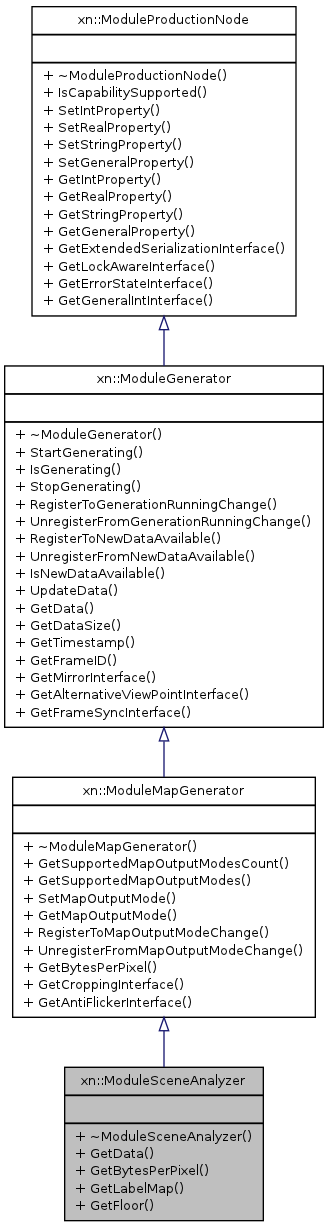 xn::ModuleProductionNode
+ ~ModuleProductionNode()
+ IsCapabilitySupported()
+ SetIntProperty()
+ SetRealProperty()
+ SetStringProperty()
+ SetGeneralProperty()
+ GetIntProperty()
+ GetRealProperty()
+ GetStringProperty()
+ GetGeneralProperty()
+ GetExtendedSerializationInterface()
+ GetLockAwareInterface()
+ GetErrorStateInterface()
+ GetGeneralIntInterface()
xn::ModuleGenerator
+ ~ModuleGenerator()
+ StartGenerating()
+ IsGenerating()
+ StopGenerating()
+ RegisterToGenerationRunningChange()
+ UnregisterFromGenerationRunningChange()
+ RegisterToNewDataAvailable()
+ UnregisterFromNewDataAvailable()
+ IsNewDataAvailable()
+ UpdateData()
+ GetData()
+ GetDataSize()
+ GetTimestamp()
+ GetFrameID()
+ GetMirrorInterface()
+ GetAlternativeViewPointInterface()
+ GetFrameSyncInterface()
xn::ModuleMapGenerator
+ ~ModuleMapGenerator()
+ GetSupportedMapOutputModesCount()
+ GetSupportedMapOutputModes()
+ SetMapOutputMode()
+ GetMapOutputMode()
+ RegisterToMapOutputModeChange()
+ UnregisterFromMapOutputModeChange()
+ GetBytesPerPixel()
+ GetCroppingInterface()
+ GetAntiFlickerInterface()
xn::ModuleSceneAnalyzer
+ ~ModuleSceneAnalyzer()
+ GetData()
+ GetBytesPerPixel()
+ GetLabelMap()
+ GetFloor()